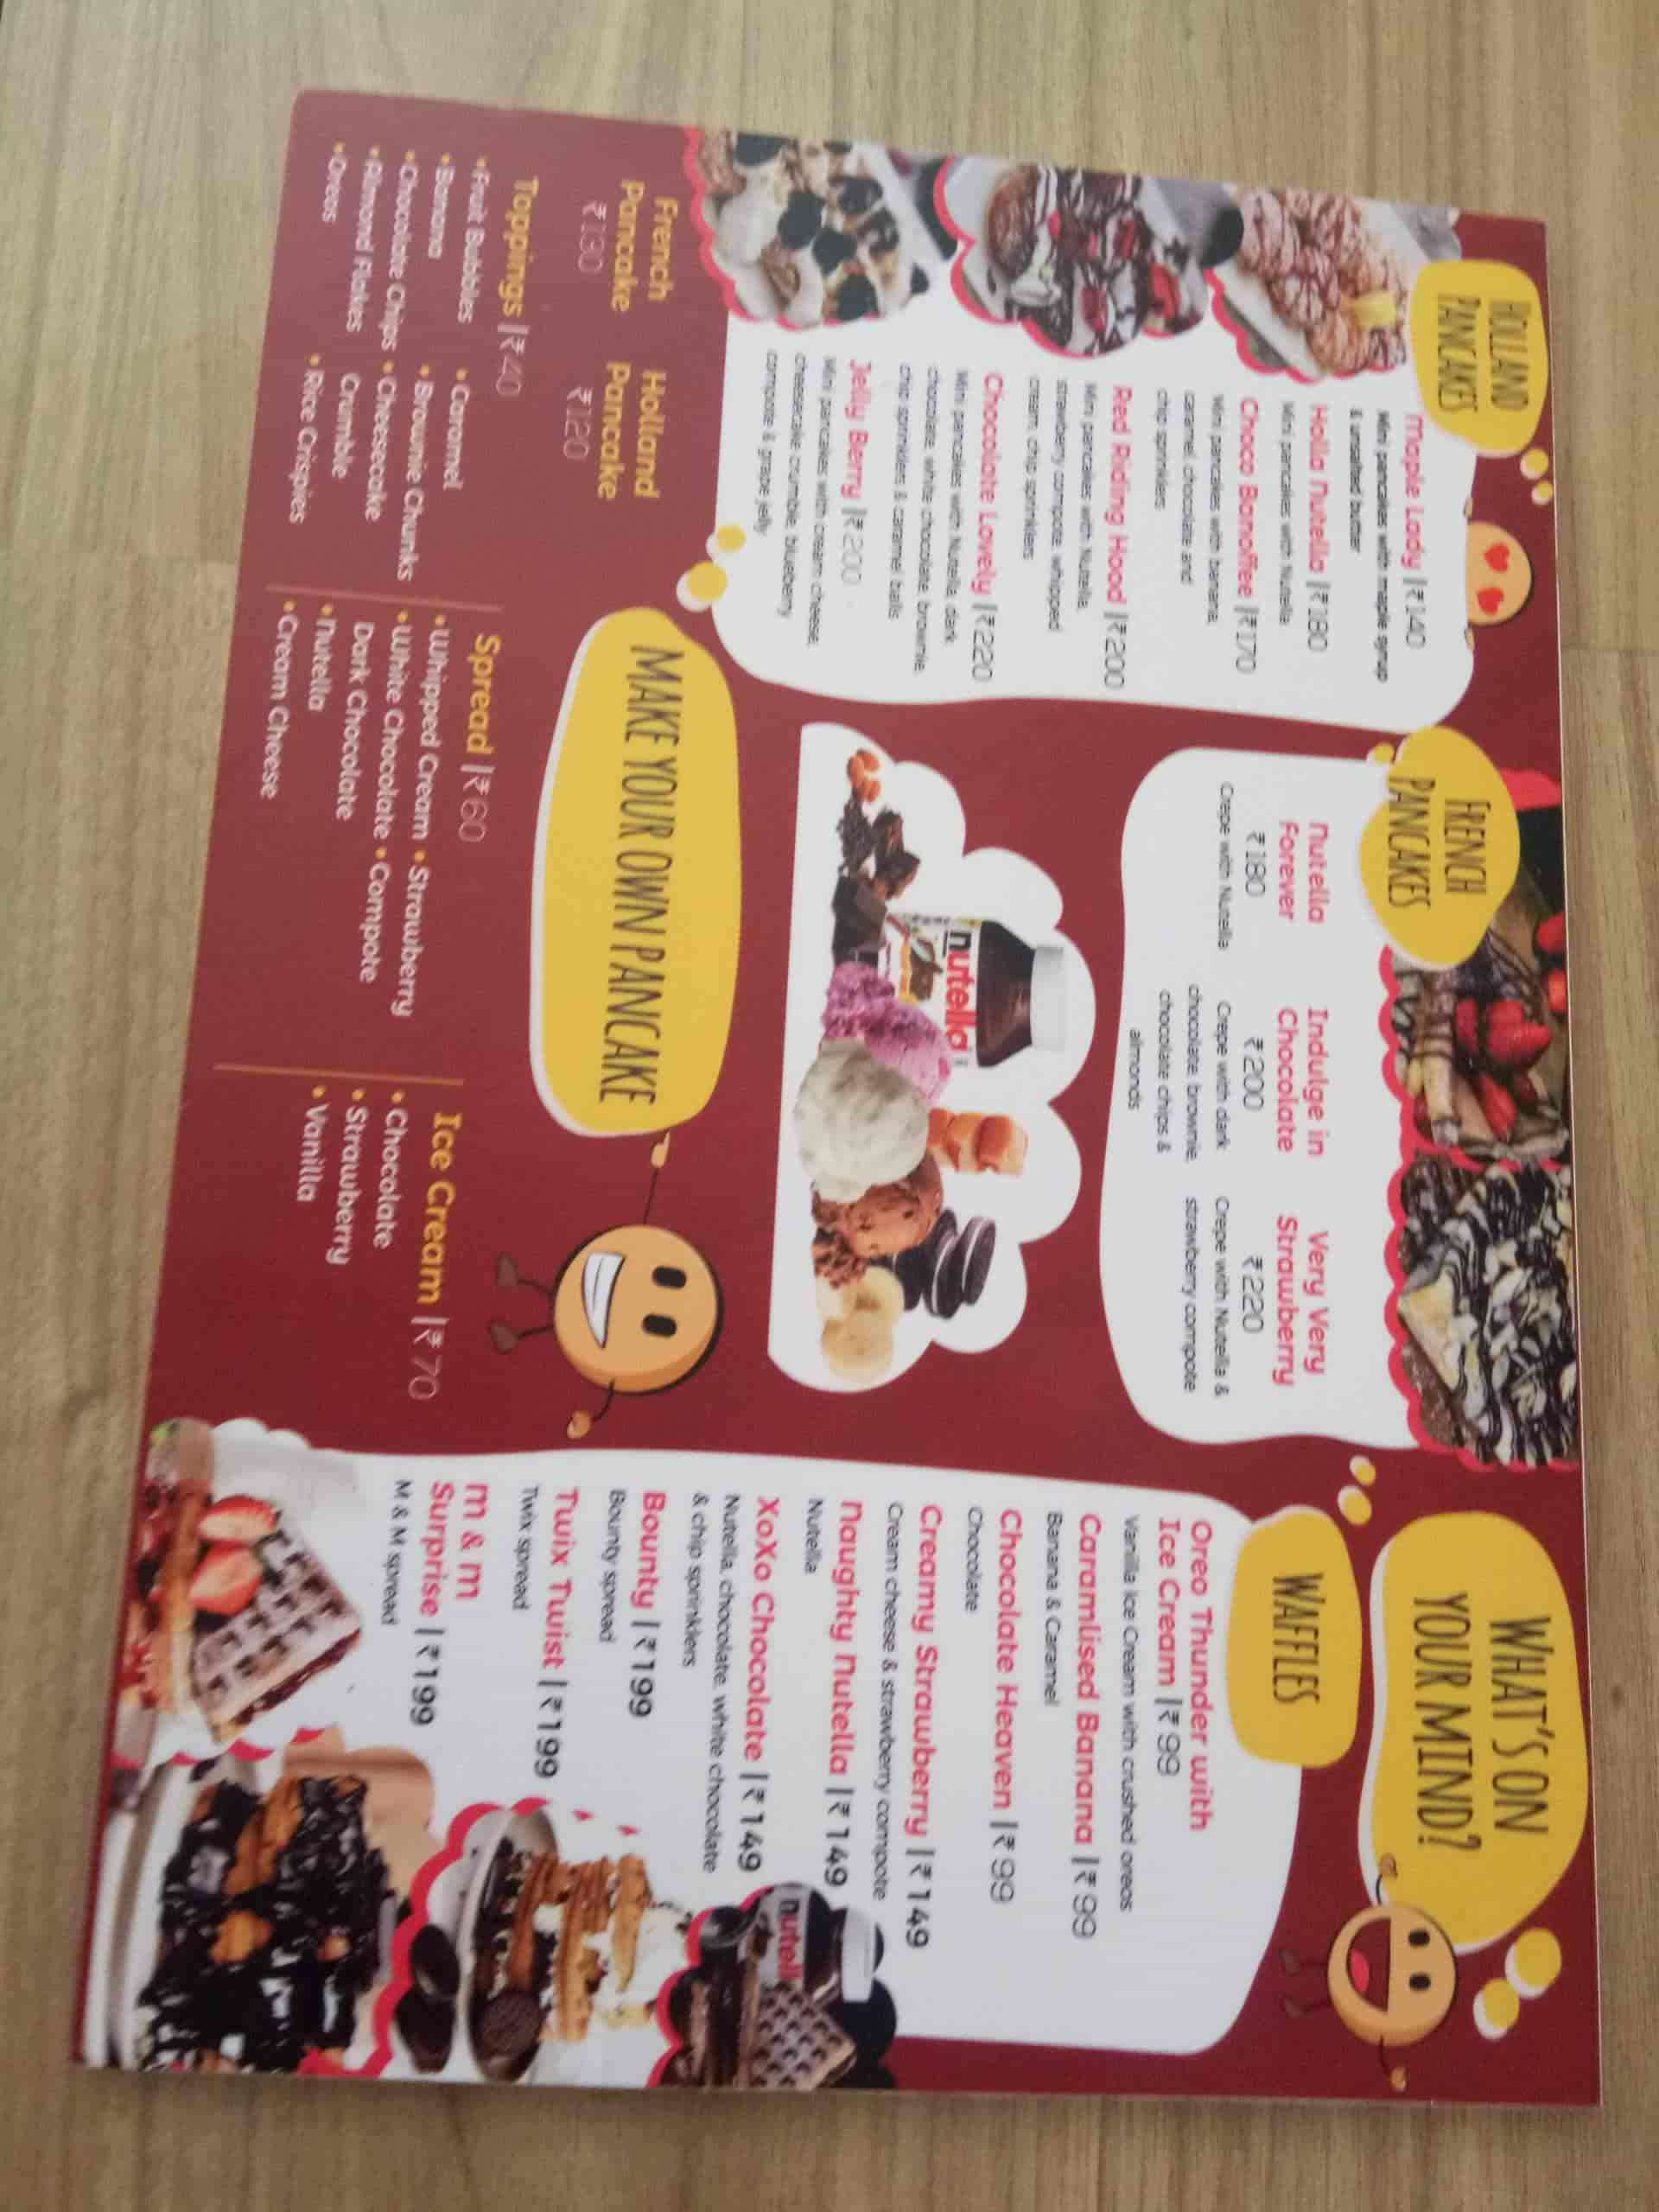 HOLLAND
PANCAKES
Maple Lady | ₹140
Mini pancakes with maple syrup
& unsalted butter
Holla Nutella | ₹180
Mini pancakes with Nutella
Choco Banoffee | ₹170
Mini pancakes with banana,
caramel, chocolate and
chip sprinklers
Red Riding Hood | ₹200
Mini pancakes with Nutella,
strawberry compote, whipped
cream, chip sprinklers
Chocolate Lovely | ₹220
Mini pancakes with Nutella, dark
chocolate, white chocolate, brownie,
chip sprinklers & caramel balls
Jelly Berry | ₹200
Mini pancakes with cream cheese,
cheesecake crumble, blueberry
compote & grape jelly
FRENCH
PANCAKES
Nutella
Forever
₹180
Crepe with Nutella
Indulge in
Chocolate
₹200
Crepe with dark
chocolate, brownie,
chocolate chips &
almonds
Very Very
Strawberry
₹220
Crepe with Nutella &
strawberry compote
nutella
WHAT'S ON
YOUR MIND?
WAFFLES
Oreo Thunder with
Ice Cream | ₹99
Vanilla Ice Cream with crushed oreos
Caramlised Banana | ₹99
Banana & Caramel
Chocolate Heaven | ₹99
Chocolate
Creamy Strawberry | ₹149
Cream cheese & strawberry compote
Naughty Nutella | ₹149
Nutella
XoXo Chocolate | ₹149
Nutella, chocolate, white chocolate
& chip sprinklers
Bounty | ₹199
Bounty spread
Twix Twist | ₹199
Twix spread
M & M
Surprise | ₹199
M & M spread
nutell
MAKE YOUR OWN PANCAKE
French
Pancake
₹130
Holland
Pancake
₹120
Toppings | ₹40
• Fruit Bubbles
• Banana
• Chocolate Chips
• Almond Flakes
• Oreos
• Caramel
• Brownie Chunks
• Cheesecake
Crumble
• Rice Crispies
Spread | ₹60
• Whipped Cream • Strawberry
• White Chocolate • Compote
Dark Chocolate
• Nutella
• Cream Cheese
Ice Cream | ₹70
• Chocolate
• Strawberry
• Vanilla